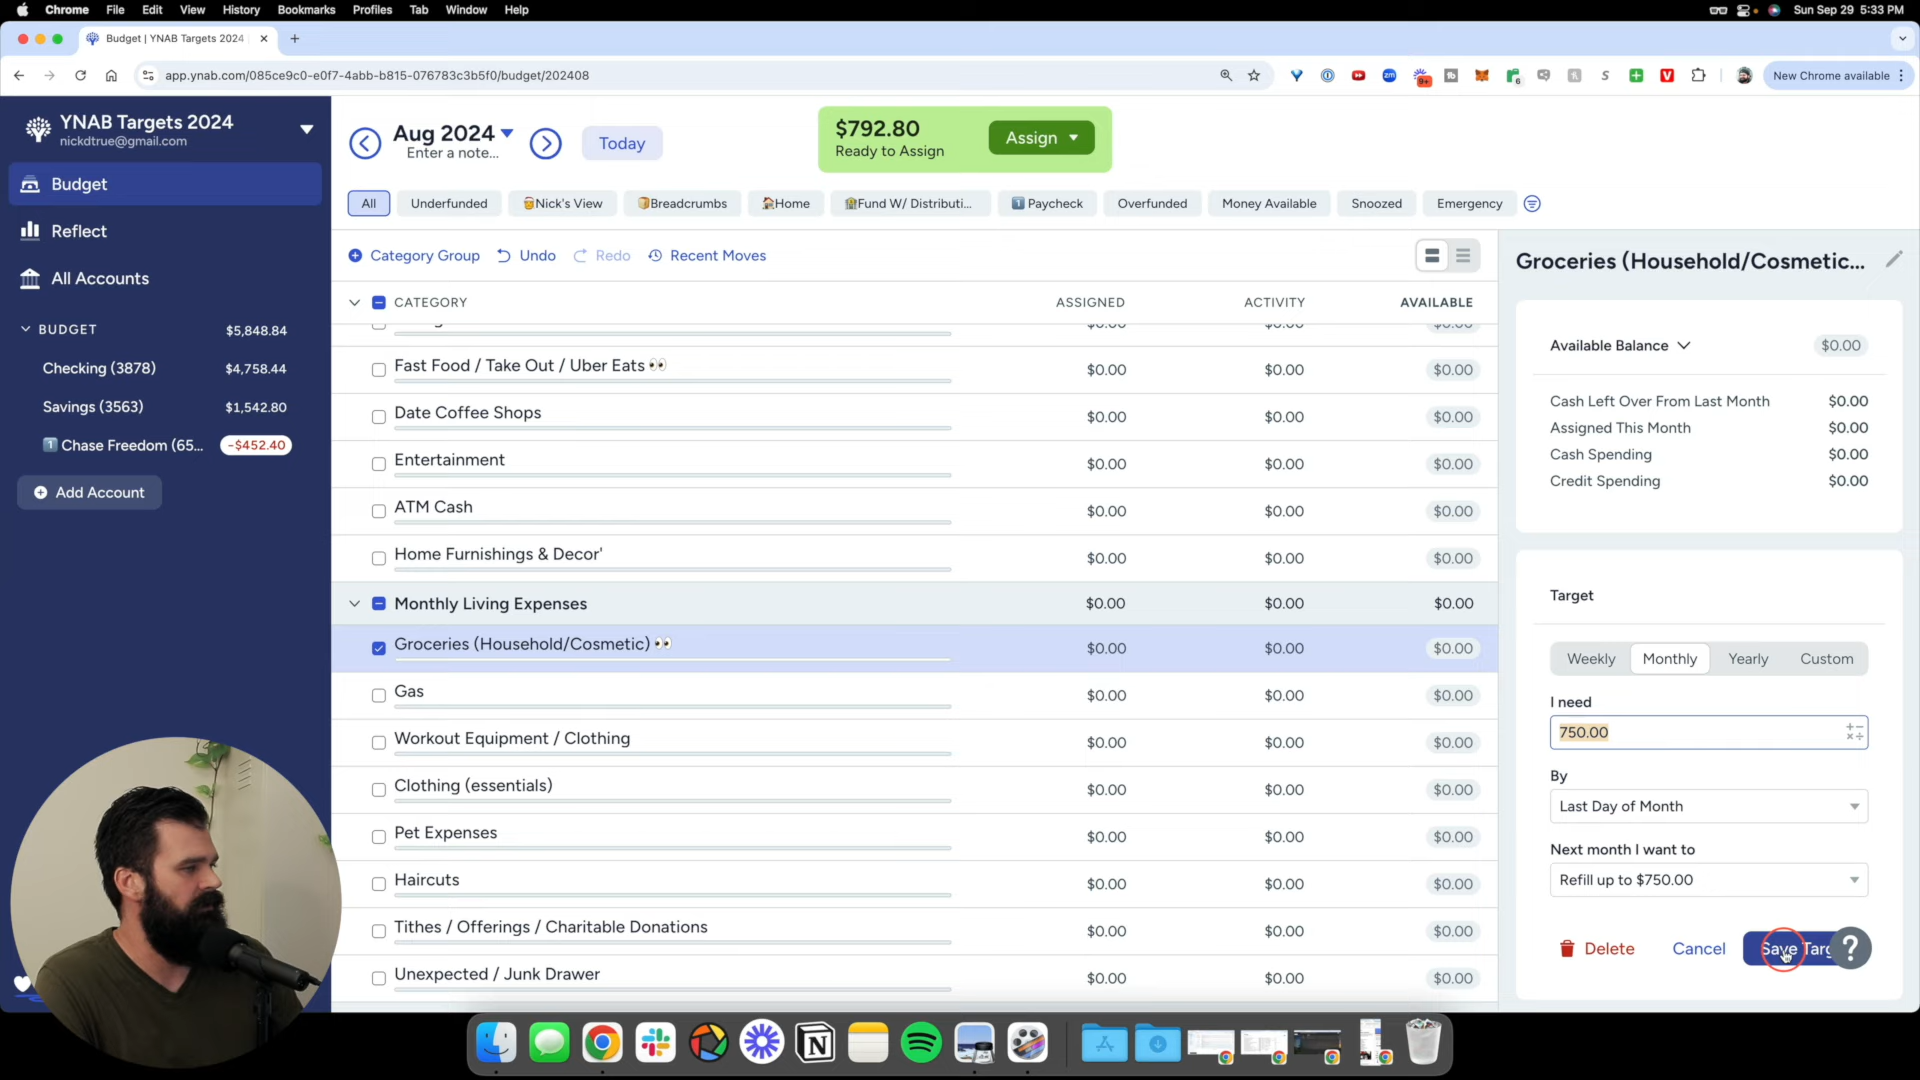 Chrome File Edit View History Bookmarks Profiles Tab Window Help
Sun Sep 29 5:33 PM
Budget | YNAB Targets 2024
app.ynab.com/085ce9c0-e0f7-4abb-b815-076783c3b5f0/budget/202408
9+
6
New Chrome available
YNAB Targets 2024
nickdtrue@gmail.com
Budget
Reflect
All Accounts
BUDGET $5,848.84
Checking (3878) $4,758.44
Savings (3563) $1,542.80
1 Chase Freedom (65... -$452.40
Add Account
Aug 2024
Enter a note...
Today
$792.80
Ready to Assign
Assign
All Underfunded Nick's View Breadcrumbs Home Fund W/ Distributi... 1 Paycheck Overfunded Money Available Snoozed Emergency
Category Group Undo Redo Recent Moves
CATEGORY ASSIGNED ACTIVITY AVAILABLE
$0.00 $0.00 $0.00
Fast Food / Take Out / Uber Eats $0.00 $0.00 $0.00
Date Coffee Shops $0.00 $0.00 $0.00
Entertainment $0.00 $0.00 $0.00
ATM Cash $0.00 $0.00 $0.00
Home Furnishings & Decor' $0.00 $0.00 $0.00
Monthly Living Expenses $0.00 $0.00 $0.00
Groceries (Household/Cosmetic) $0.00 $0.00 $0.00
Gas $0.00 $0.00 $0.00
Workout Equipment / Clothing $0.00 $0.00 $0.00
Clothing (essentials) $0.00 $0.00 $0.00
Pet Expenses $0.00 $0.00 $0.00
Haircuts $0.00 $0.00 $0.00
Tithes / Offerings / Charitable Donations $0.00 $0.00 $0.00
Unexpected / Junk Drawer $0.00 $0.00 $0.00
Groceries (Household/Cosmetic...
Available Balance $0.00
Cash Left Over From Last Month $0.00
Assigned This Month $0.00
Cash Spending $0.00
Credit Spending $0.00
Target
Weekly Monthly Yearly Custom
I need
750.00
By
Last Day of Month
Next month I want to
Refill up to $750.00
Delete Cancel Save Targ ?